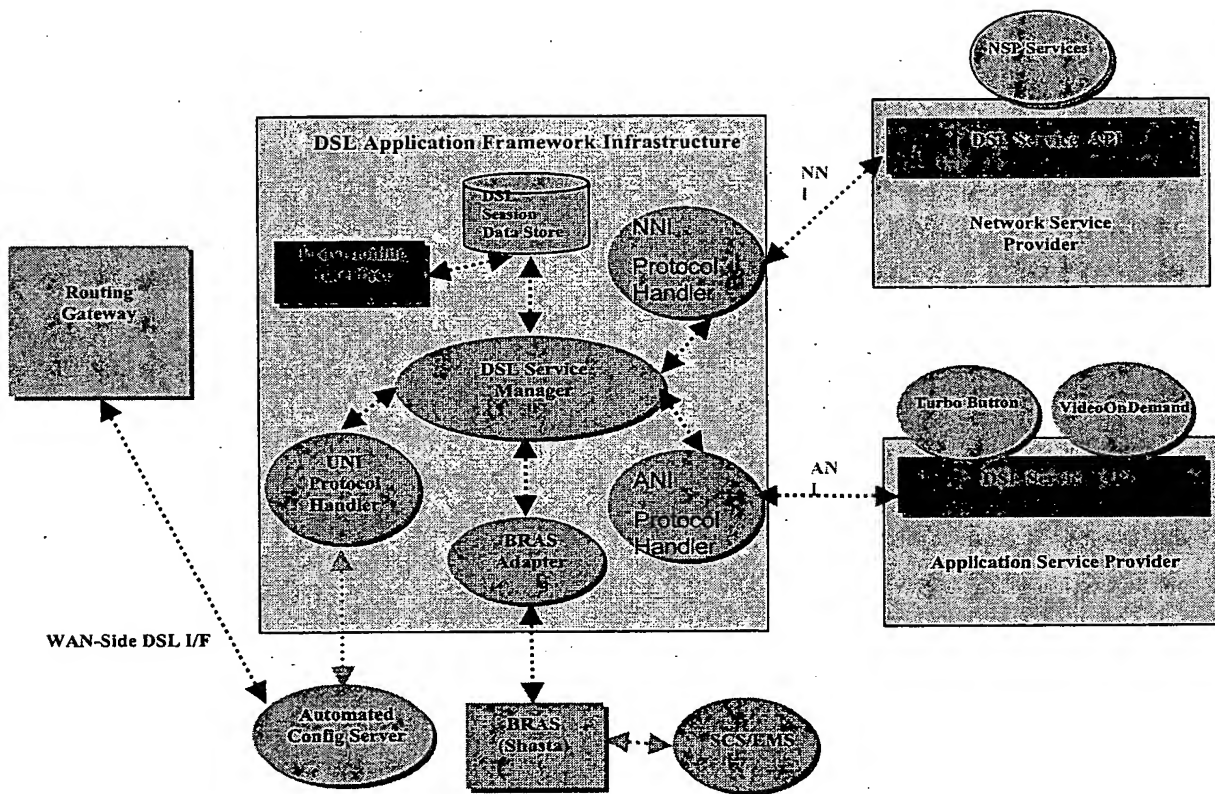 NSP Services
DSL Service API
Network Service
Provider
NN
I
DSL Application Framework Infrastructure
DSL
Session
Data Store
NNI
Protocol
Handler
Routing
Gateway
DSL Service
Manager
UNI
Protocol
Handler
BRAS
Adapter
ANI
Protocol
Handler
AN
I
Turbo Button
VideoOnDemand
DSL Service
Application Service Provider
WAN-Side DSL I/F
Automated
Config Server
BRAS
(Shasta)
SCS/EMS